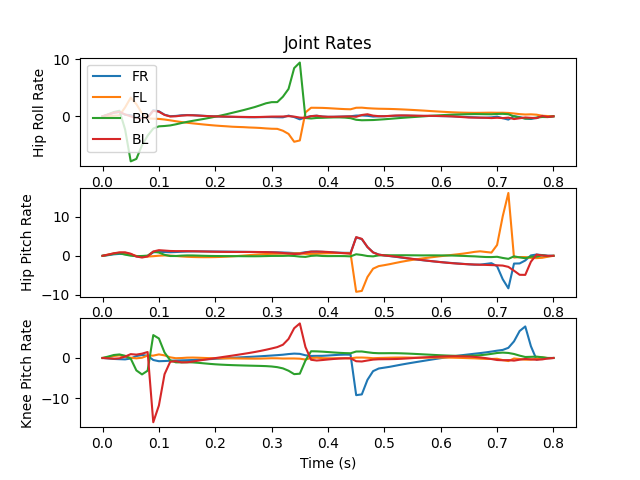 Joint Rates
Hip Roll Rate
10
0
FR
FL
BR
BL
0.0 0.1 0.2 0.3 0.4 0.5 0.6 0.7 0.8
Hip Pitch Rate
10
0
−10
0.0 0.1 0.2 0.3 0.4 0.5 0.6 0.7 0.8
Knee Pitch Rate
0
−10
0.0 0.1 0.2 0.3 0.4 0.5 0.6 0.7 0.8
Time (s)